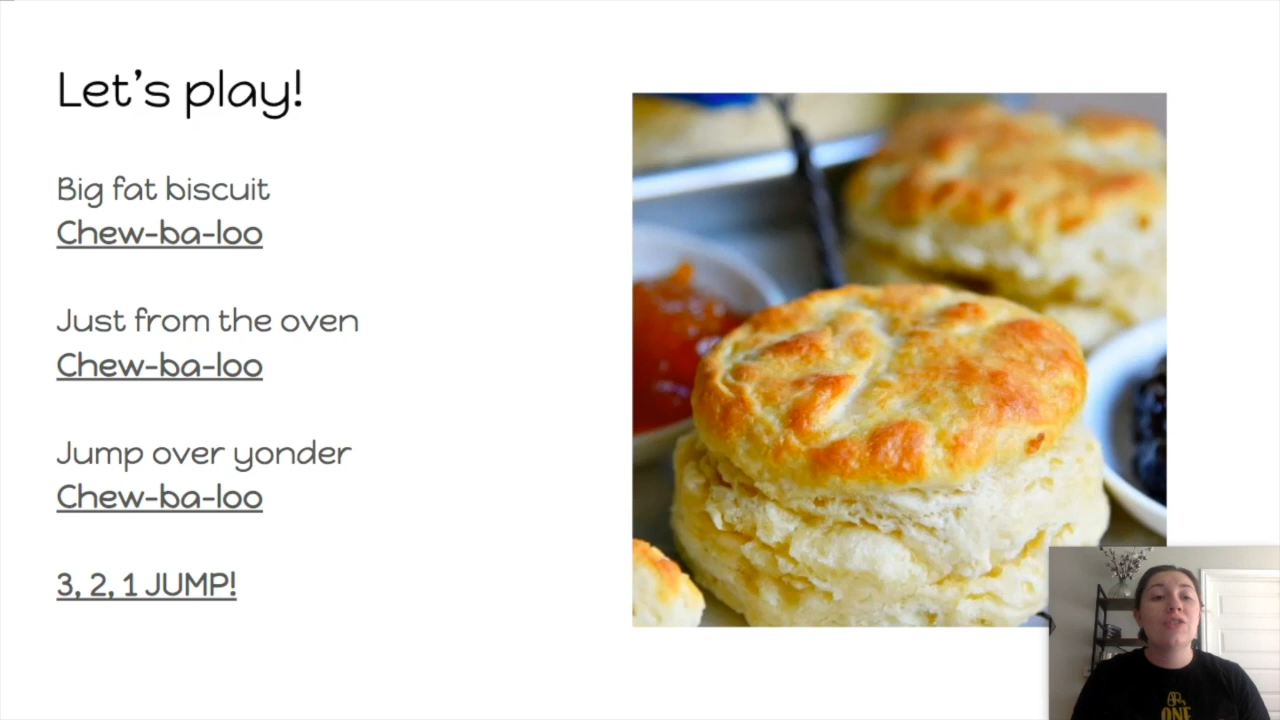 Let's play!
Big fat biscuit
Chew-ba-loo
Just from the oven
Chew-ba-loo
Jump over yonder
Chew-ba-loo
3, 2, 1 JUMP!
ONE